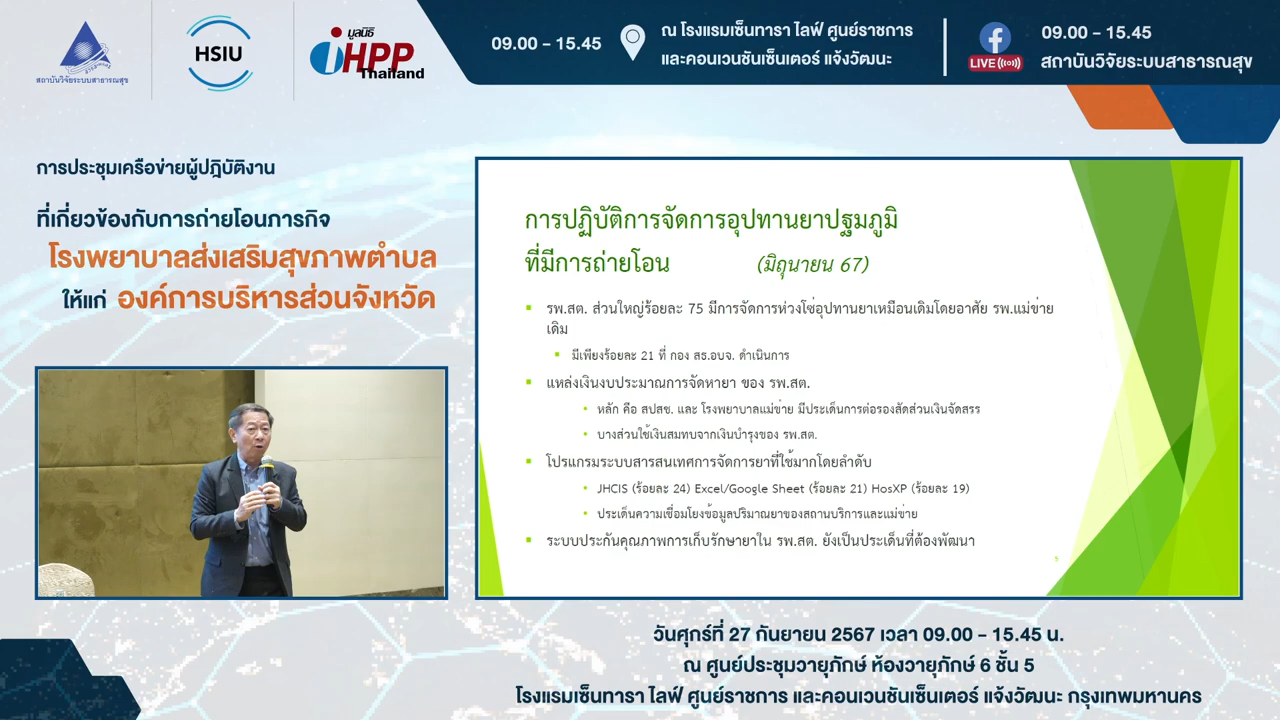 สถาบันวิจัยระบบสาธารณสุข
HSIU
มูลนิธิ
iHPP
Thailand
09.00 - 15.45
ณ โรงแรมเซ็นทารา ไลฟ์ ศูนย์ราชการ
และคอนเวนชันเซ็นเตอร์ แจ้งวัฒนะ
LIVE
09.00 - 15.45
สถาบันวิจัยระบบสาธารณสุข
การประชุมเครือข่ายผู้ปฎิบัติงาน
ที่เกี่ยวข้องกับการถ่ายโอนภารกิจ
โรงพยาบาลส่งเสริมสุขภาพตำบล
ให้แก่ องค์การบริหารส่วนจังหวัด
การปฏิบัติการจัดการอุปทานยาปฐมภูมิ
ที่มีการถ่ายโอน (มิถุนายน 67)
รพ.สต. ส่วนใหญ่ร้อยละ 75 มีการจัดการห่วงโซ่อุปทานยาเหมือนเดิมโดยอาศัย รพ.แม่ข่าย
เดิม
มีเพียงร้อยละ 21 ที่ กอง สธ.อบจ. ดำเนินการ
แหล่งเงินงบประมาณการจัดหายา ของ รพ.สต.
หลัก คือ สปสช. และ โรงพยาบาลแม่ข่าย มีประเด็นการต่อรองสัดส่วนเงินจัดสรร
บางส่วนใช้เงินสมทบจากเงินบำรุงของ รพ.สต.
โปรแกรมระบบสารสนเทศการจัดการยาที่ใช้มากโดยลำดับ
JHCIS (ร้อยละ 24) Excel/Google Sheet (ร้อยละ 21) HosXP (ร้อยละ 19)
ประเด็นความเชื่อมโยงข้อมูลปริมาณยาของสถานบริการและแม่ข่าย
ระบบประกันคุณภาพการเก็บรักษายาใน รพ.สต. ยังเป็นประเด็นที่ต้องพัฒนา
วันศุกร์ที่ 27 กันยายน 2567 เวลา 09.00 - 15.45 น.
ณ ศูนย์ประชุมวายุภักษ์ ห้องวายุภักษ์ 6 ชั้น 5
โรงแรมเซ็นทารา ไลฟ์ ศูนย์ราชการ และคอนเวนชันเซ็นเตอร์ แจ้งวัฒนะ กรุงเทพมหานคร